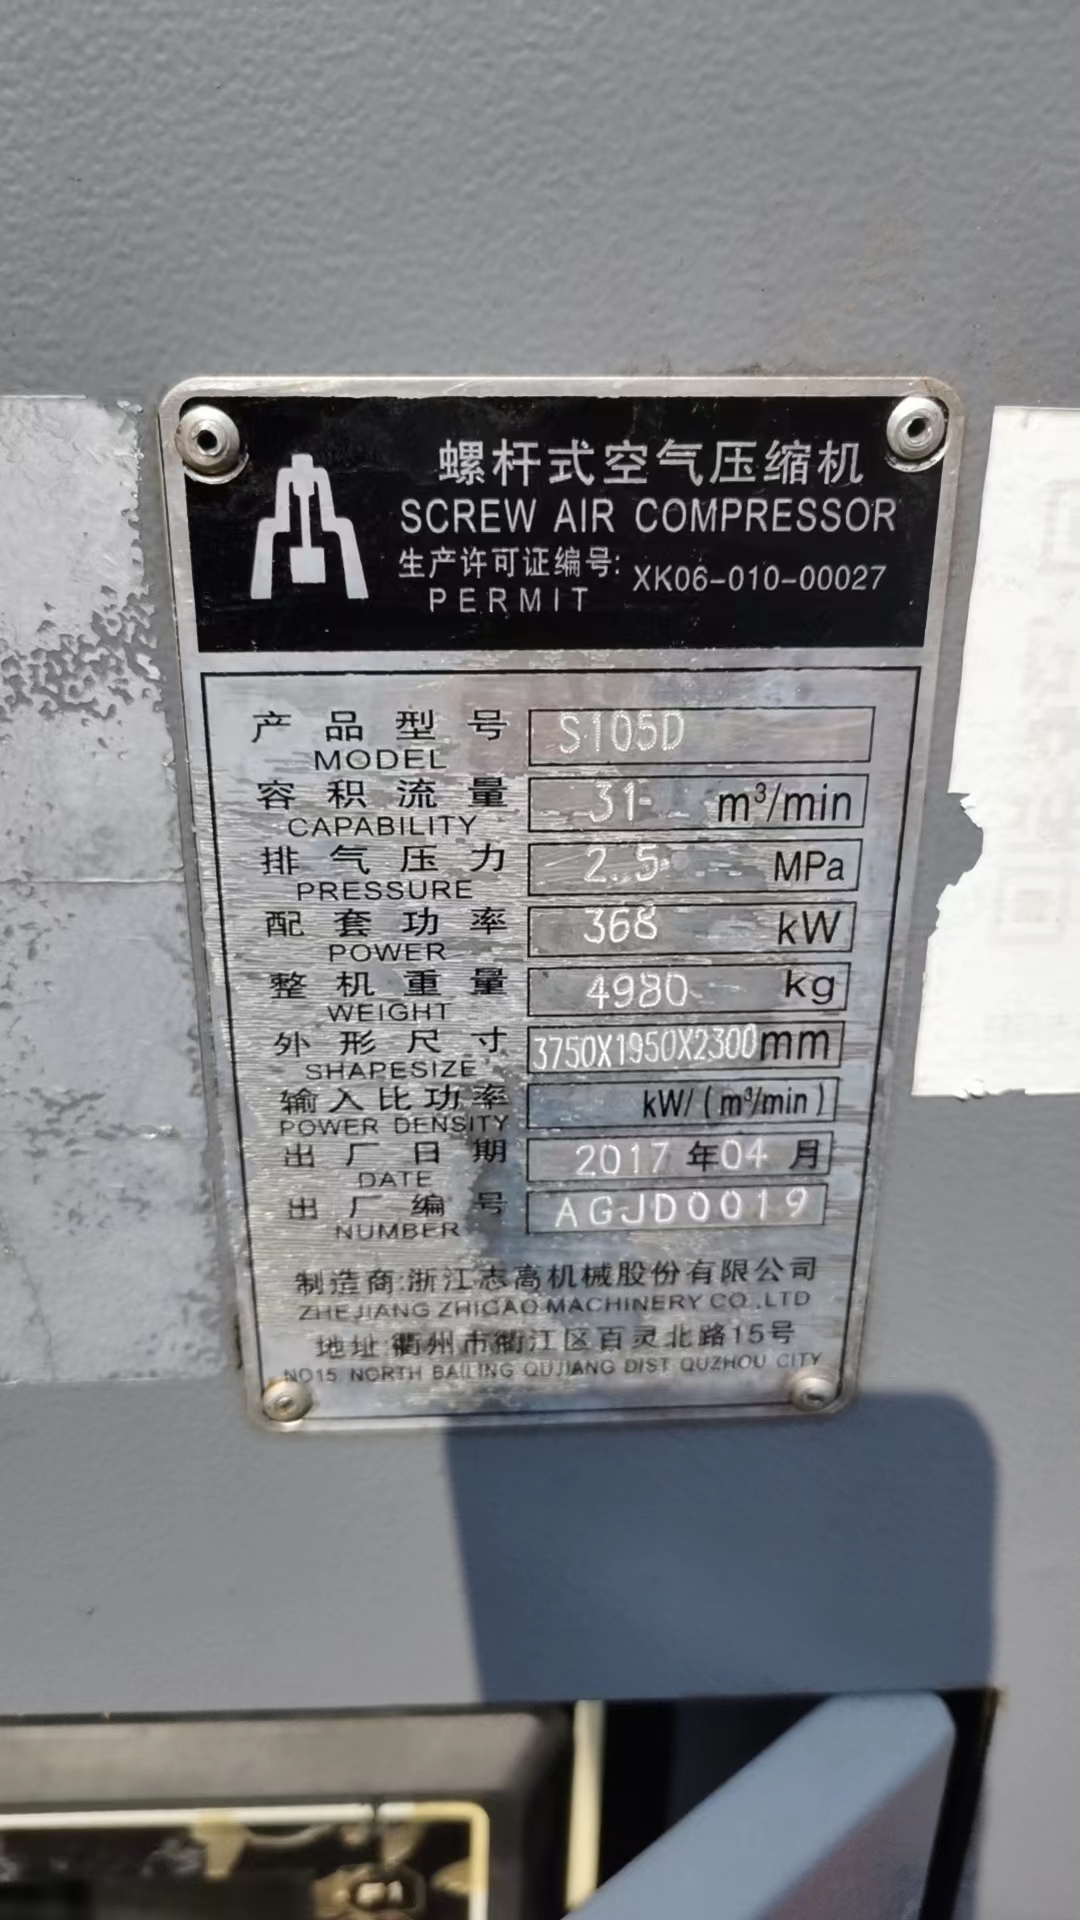 螺杆式空气压缩机
SCREW AIR COMPRESSOR
生产许可证编号: XK06-010-00027
PERMIT
产品型号 S105D
MODEL
容积流量 31 m³/min
CAPABILITY
排气压力 2.5 MPa
PRESSURE
配套功率 368 kW
POWER
整机重量 4980 kg
WEIGHT
外形尺寸 3750X1950X2300mm
SHAPESIZE
输入比功率 kW/(m³/min)
POWER DENSITY
出厂日期 2017年04月
DATE
出厂编号 AGJD0019
NUMBER
制造商:浙江志高机械股份有限公司
ZHEJIANG ZHIGAO MACHINERY CO.,LTD
地址:衢州市衢江区百灵北路15号
NO15 NORTH BAILING QUJIANG DIST QUZHOU CITY